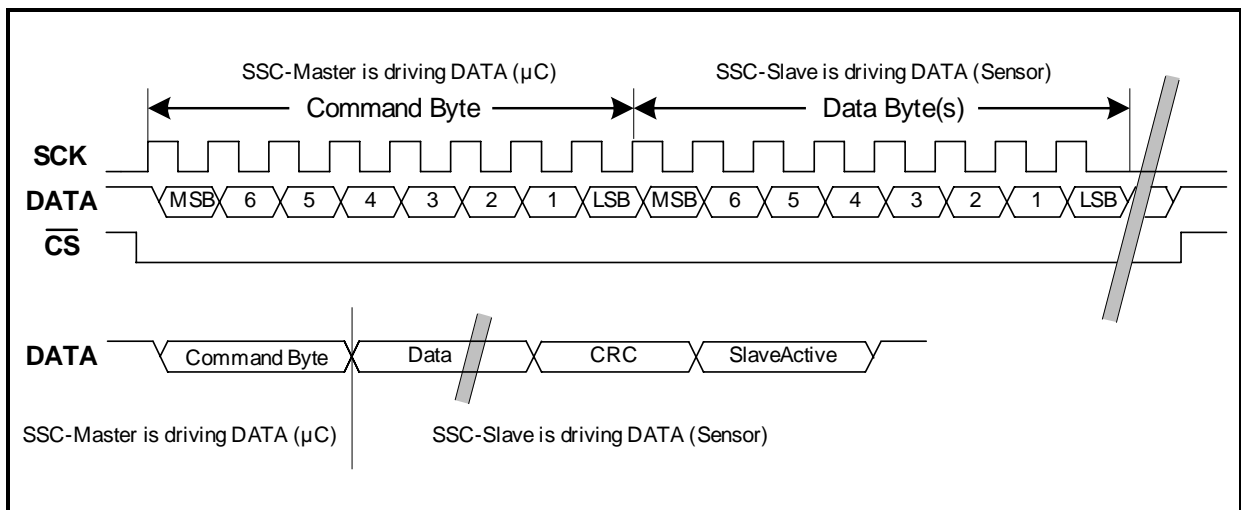 SSC-Master is driving DATA (µC) SSC-Slave is driving DATA (Sensor)
Command Byte Data Byte(s)
SCK
DATA MSB 6 5 4 3 2 1 LSB MSB 6 5 4 3 2 1 LSB
CS
DATA Command Byte Data CRC SlaveActive
SSC-Master is driving DATA (µC) SSC-Slave is driving DATA (Sensor)